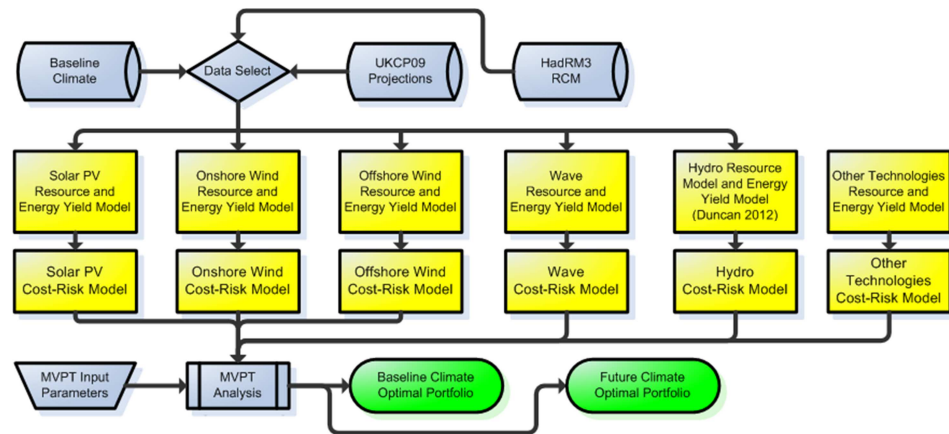 Baseline
Climate
Data Select
UKCP09
Projections
HadRM3
RCM
Solar PV
Resource and
Energy Yield Model
Onshore Wind
Resource and
Energy Yield Model
Offshore Wind
Resource and
Energy Yield Model
Wave
Resource and
Energy Yield Model
Hydro Resource
Model and Energy
Yield Model
(Duncan 2012)
Other Technologies
Resource and
Energy Yield Model
Solar PV
Cost-Risk Model
Onshore Wind
Cost-Risk Model
Offshore Wind
Cost-Risk Model
Wave
Cost-Risk Model
Hydro
Cost-Risk Model
Other
Technologies
Cost-Risk Model
MVPT Input
Parameters
MVPT
Analysis
Baseline Climate
Optimal Portfolio
Future Climate
Optimal Portfolio